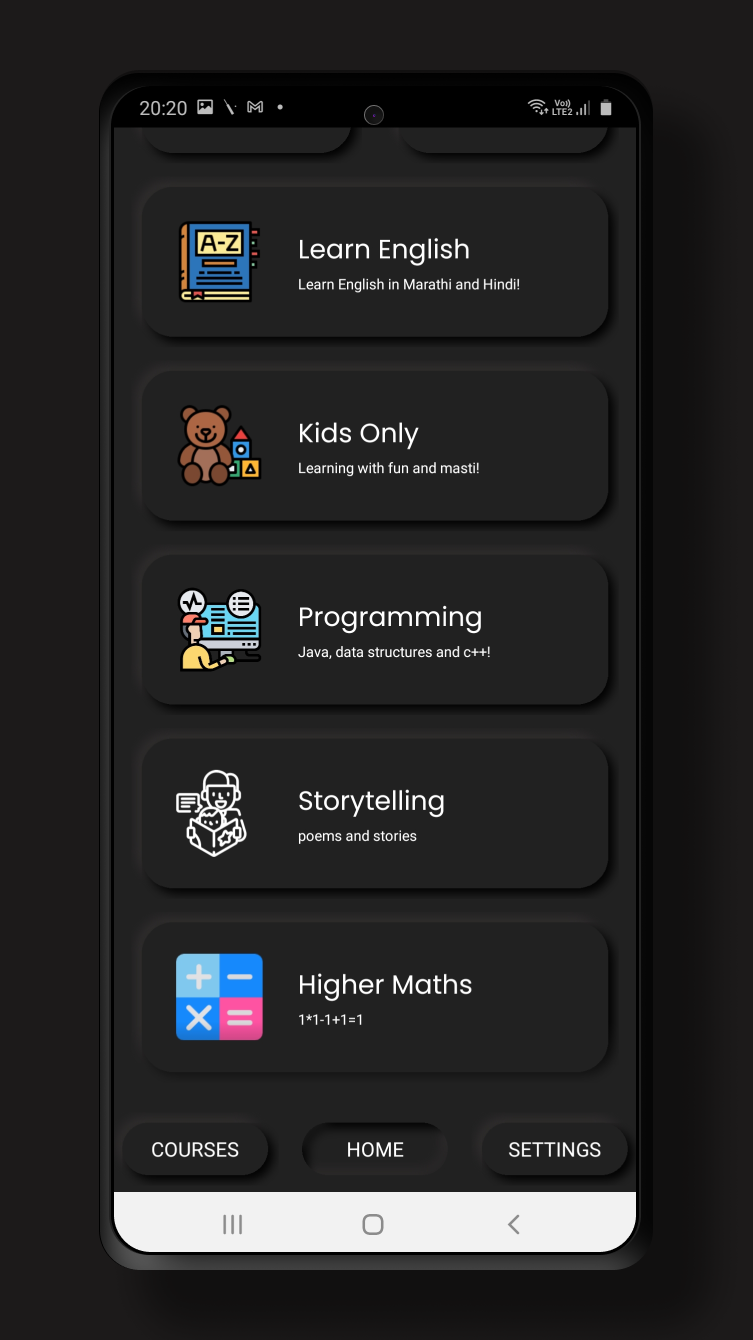 20:20
Vo))
LTE2
A-Z
Learn English
Learn English in Marathi and Hindi!
Kids Only
Learning with fun and masti!
Programming
Java, data structures and c++!
Storytelling
poems and stories
Higher Maths
1*1-1+1=1
COURSES HOME SETTINGS